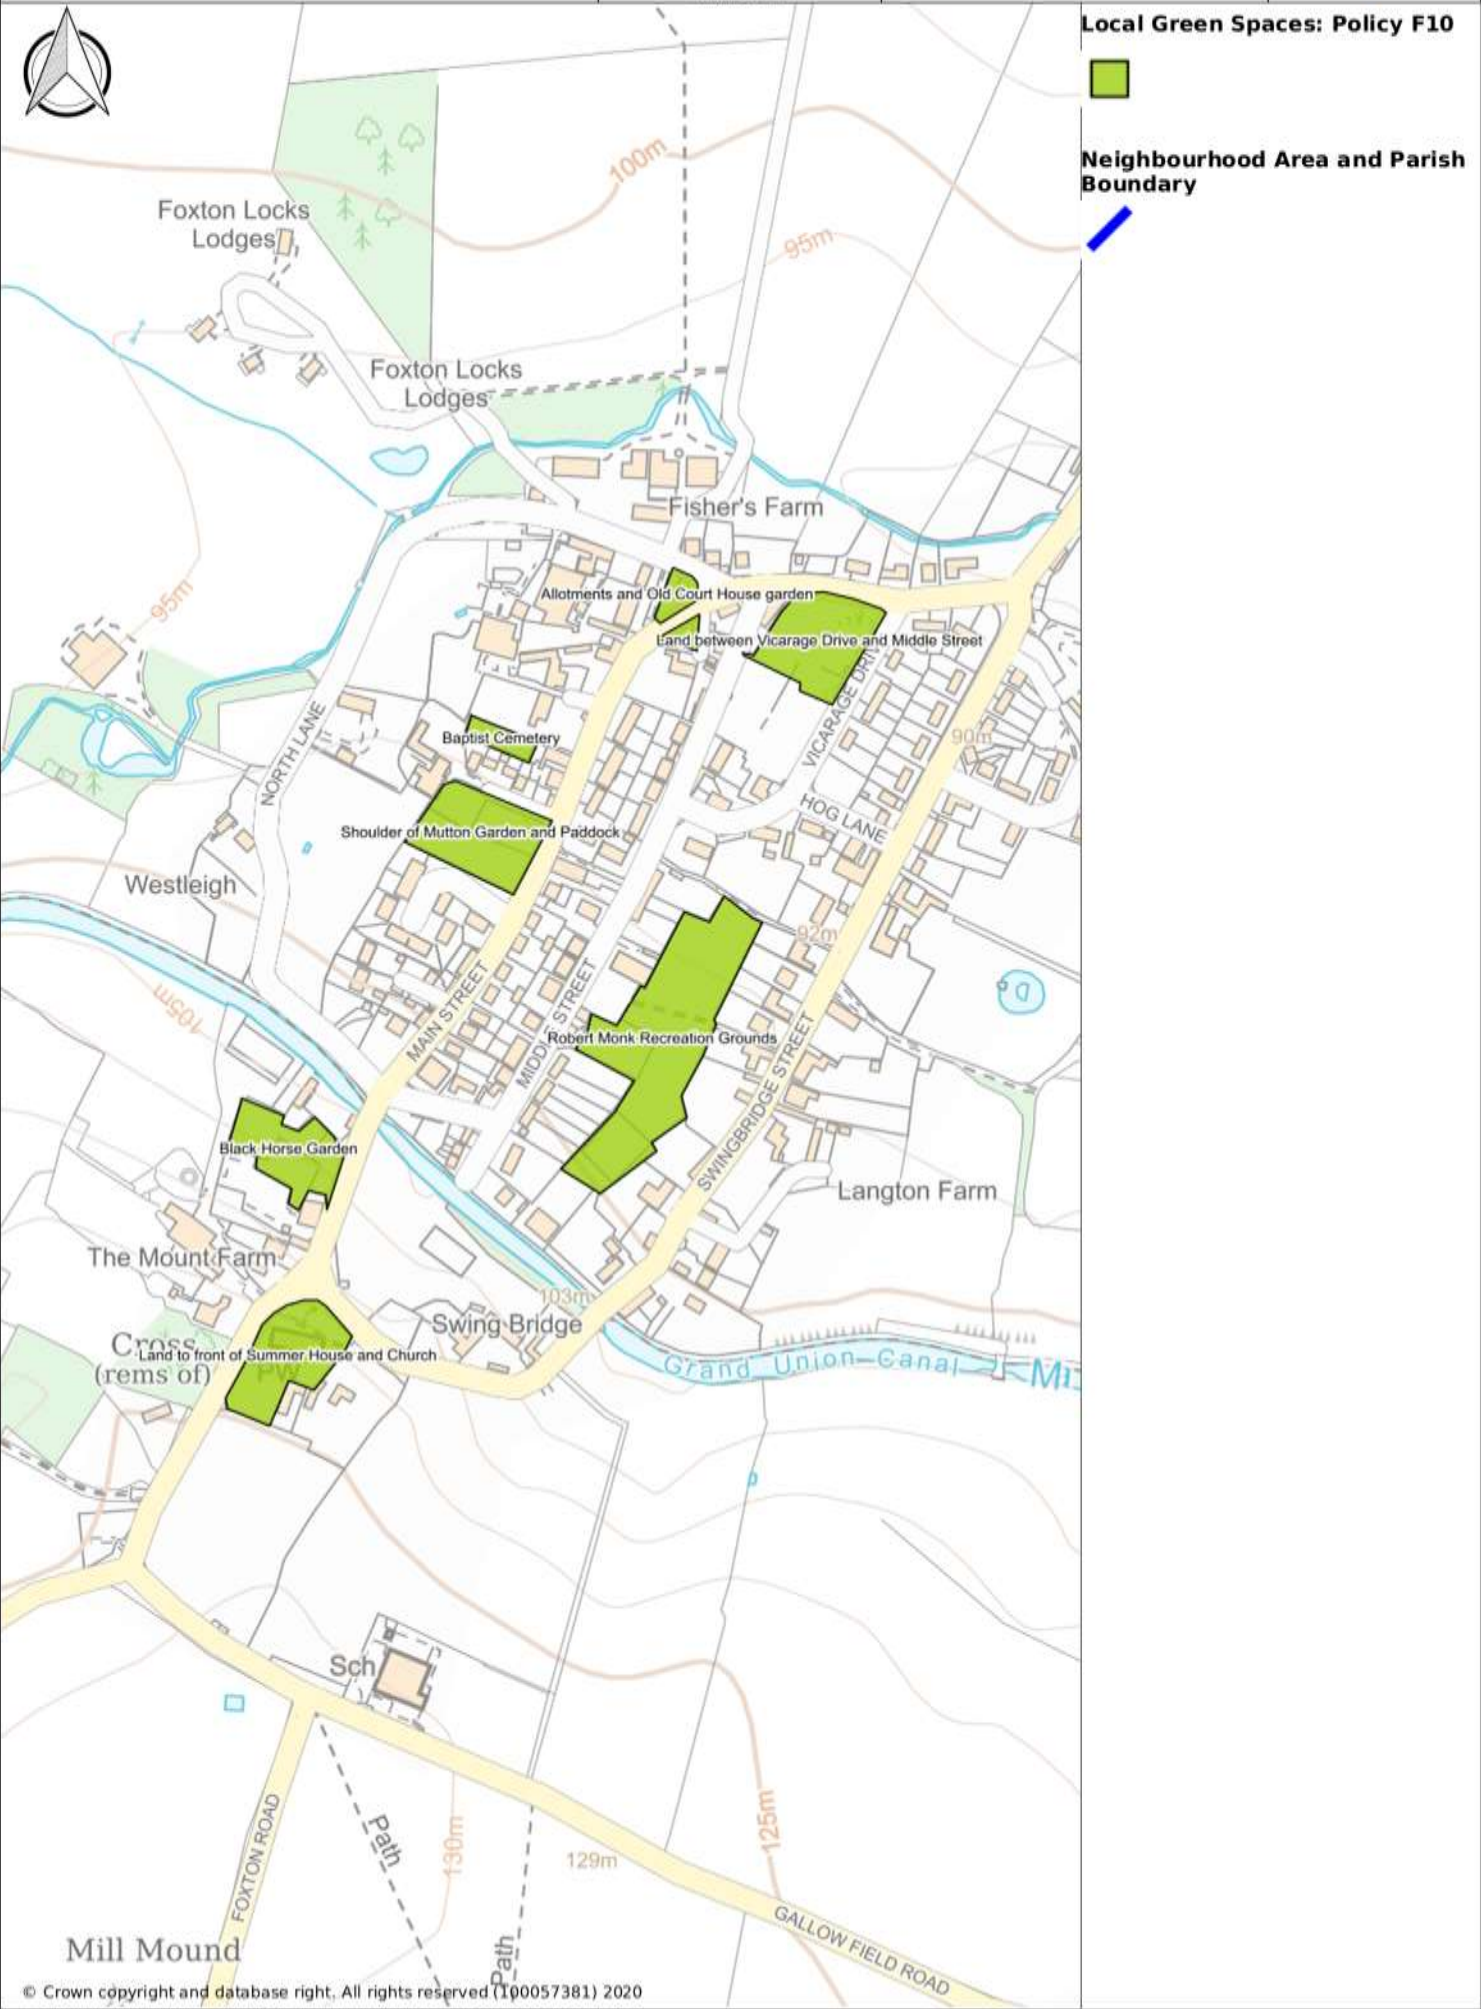 Local Green Spaces: Policy F10
Neighbourhood Area and Parish
Boundary
100m
Foxton Locks
Lodges
95m
Foxton Locks
Lodges
Fisher's Farm
95m
Allotments and Old Court House garden
Land between Vicarage Drive and Middle Street
VICARAGE DRIV
NORTH LANE
Baptist Cemetery
90m
HOG LANE
Shoulder of Mutton Garden and Paddock
Westleigh
92m
105m
MAIN STREET
MIDDLE STREET
Robert Monk Recreation Grounds
SWINGBRIDGE STREET
Black Horse Garden
Langton Farm
The Mount Farm
103m
Swing Bridge
Cross
(rems of)
Land to front of Summer House and Church
PW
Grand Union Canal
Sch
FOXTON ROAD
Path
130m
129m
125m
Path
GALLOW FIELD ROAD
Mill Mound
© Crown copyright and database right. All rights reserved (100057381) 2020